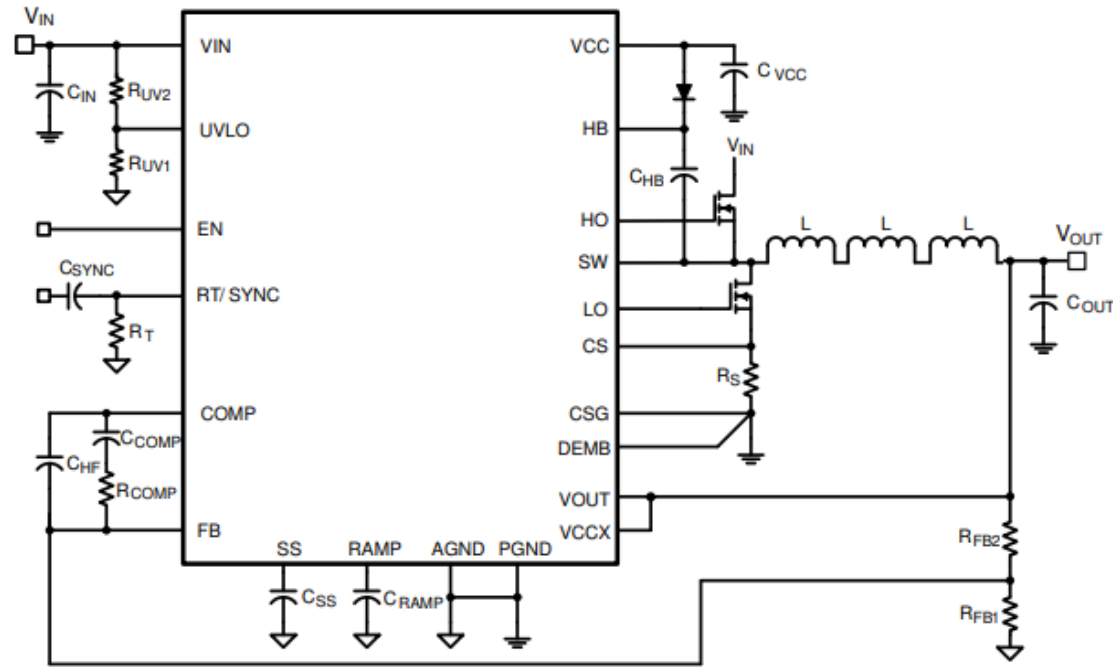 VIN
VIN
VCC
CVCC
CIN
RUV2
UVLO
HB
RUV1
VIN
CHB
EN
HO
L
L
L
VOUT
SW
CSYNC
RT/ SYNC
LO
COUT
RT
CS
RS
COMP
CSG
CCOMP
DEMB
CHF
RCOMP
VOUT
FB
VCCX
RFB2
SS
RAMP
AGND
PGND
CSS
CRAMP
RFB1